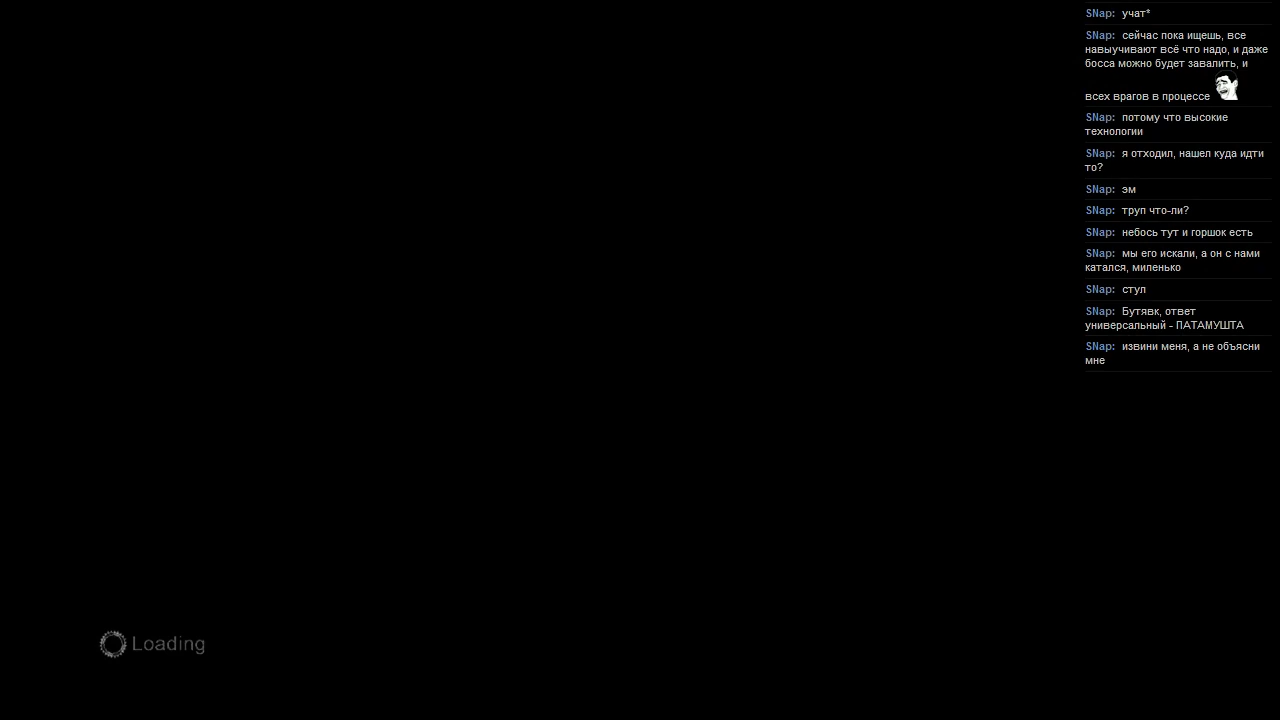 SNap: учат*
SNap: сейчас пока ищешь, все
навыучивают всё что надо, и даже
босса можно будет завалить, и
всех врагов в процессе
SNap: потому что высокие
технологии
SNap: я отходил, нашел куда идти
то?
SNap: эм
SNap: труп что-ли?
SNap: небось тут и горшок есть
SNap: мы его искали, а он с нами
катался, миленько
SNap: стул
SNap: Бутявк, ответ
универсальный - ПАТАМУШТА
SNap: извини меня, а не объясни
мне
Loading